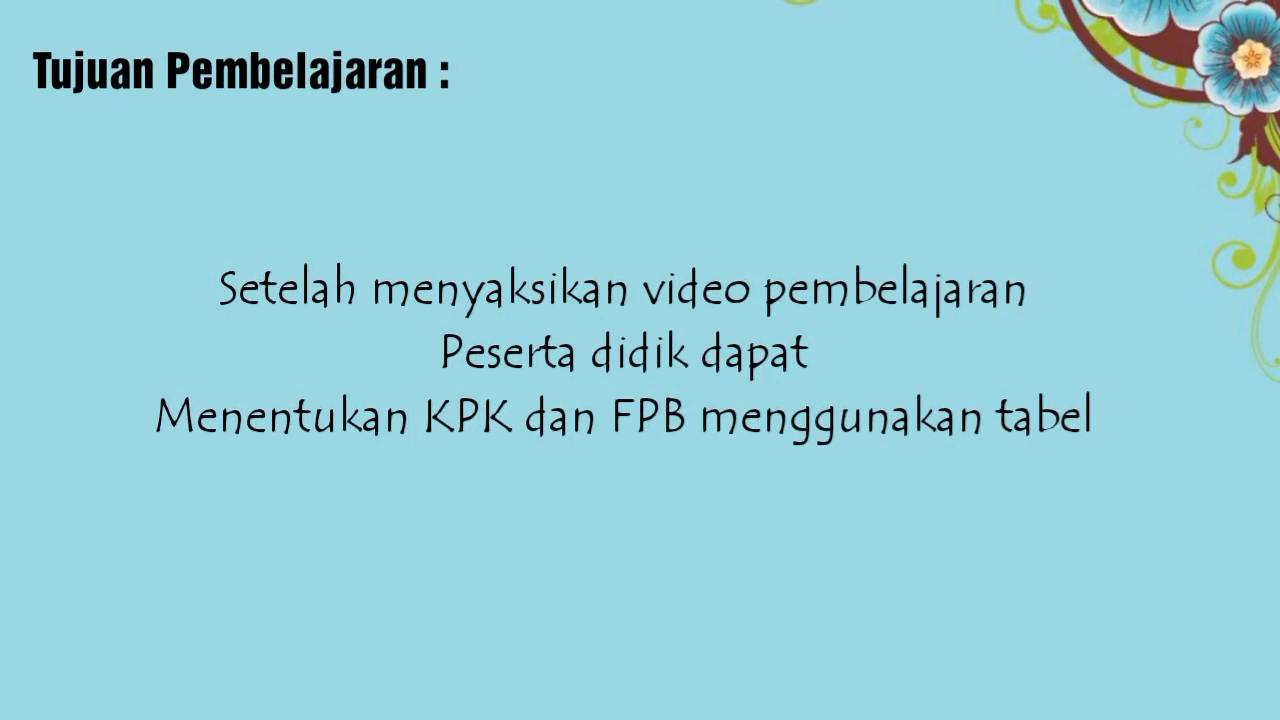 Tujuan Pembelajaran :
Setelah menyaksikan video pembelajaran
Peserta didik dapat
Menentukan KPK dan FPB menggunakan tabel